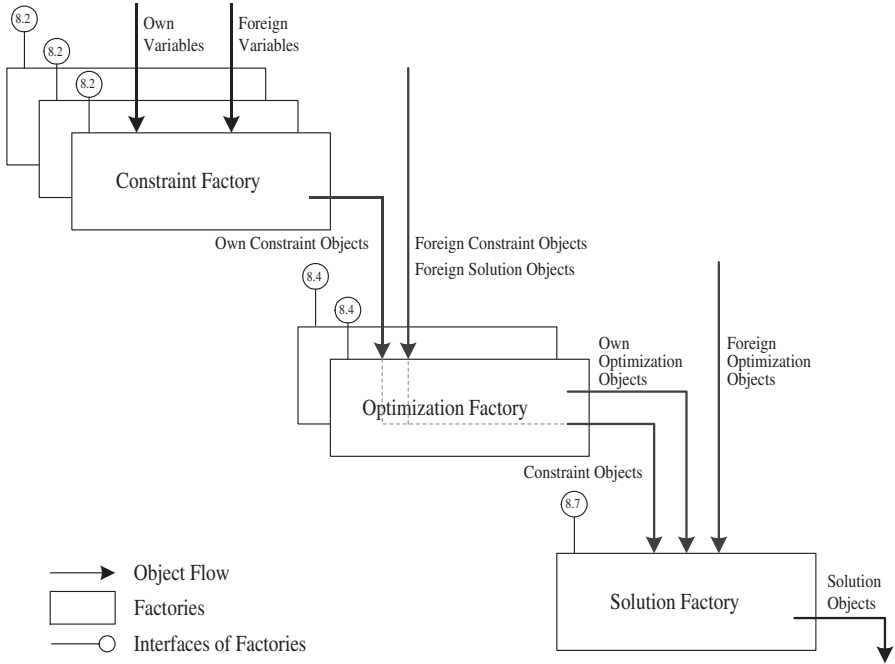 8.2
Own
Variables
Foreign
Variables
8.2
8.2
Constraint Factory
Own Constraint Objects
Foreign Constraint Objects
Foreign Solution Objects
8.4
8.4
Own
Optimization
Objects
Foreign
Optimization
Objects
Optimization Factory
Constraint Objects
8.7
Object Flow
Factories
Interfaces of Factories
Solution Factory
Solution
Objects